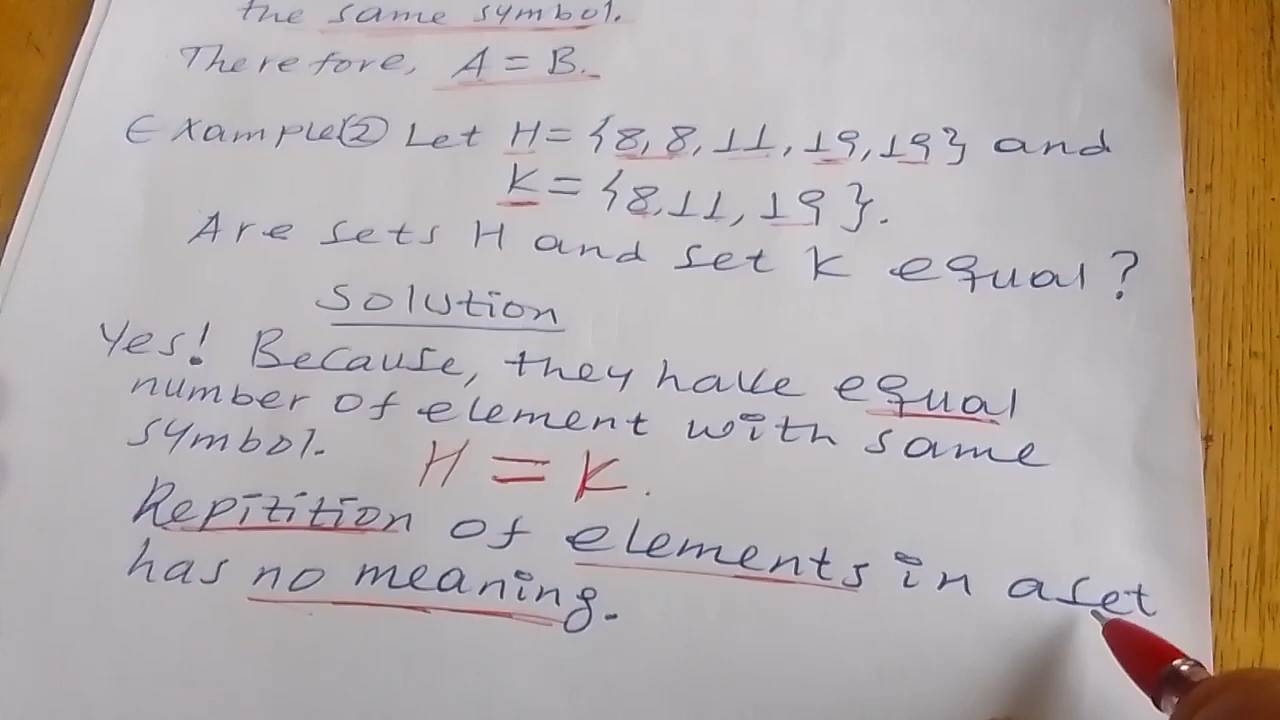 the same symbol.
Therefore, A = B.
Example(2) Let H = {8, 8, 11, 19, 19} and
K = {8, 11, 19}.
Are sets H and set K equal?
Solution
Yes! Because, they have equal
number of element with same
symbol.
H = K.
Repitition of elements in a set
has no meaning.